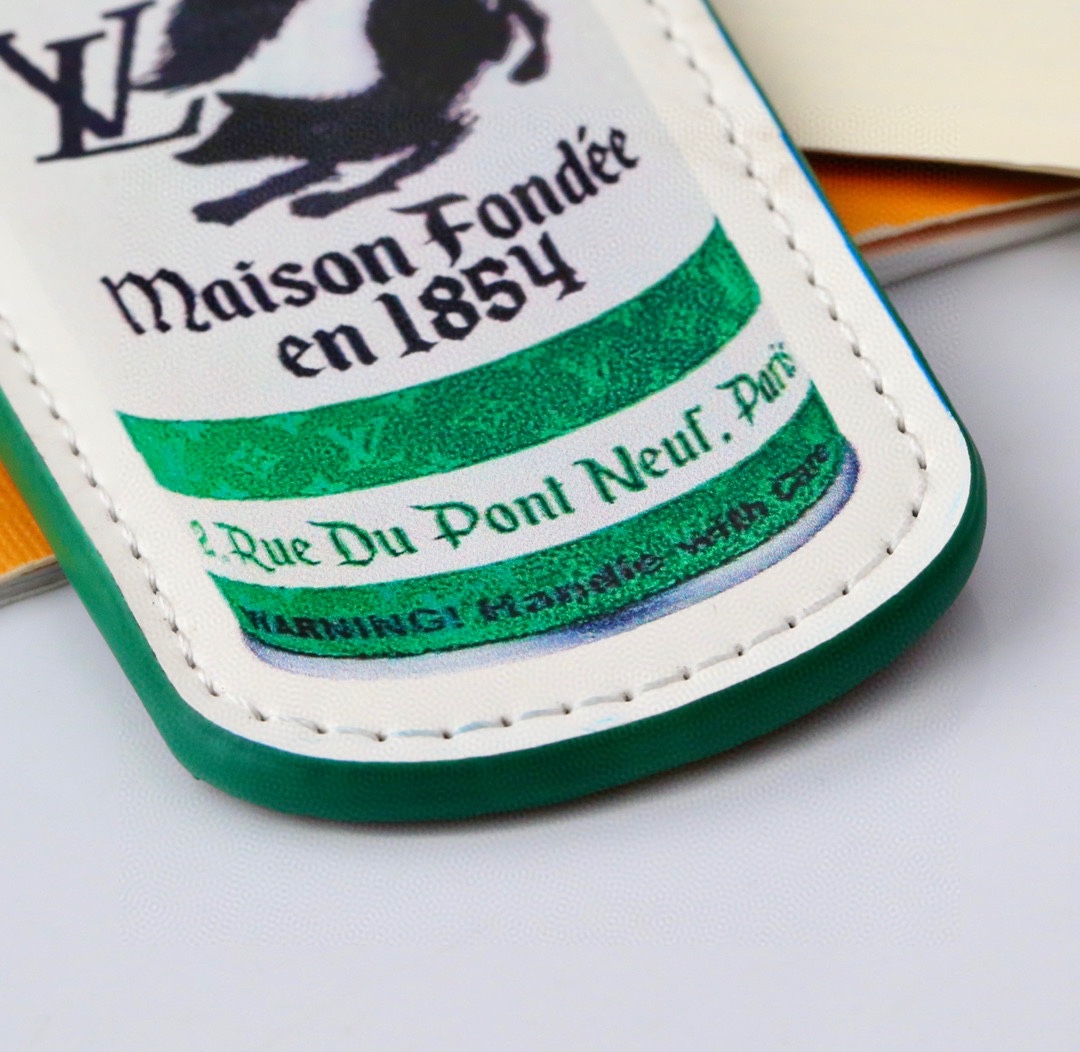 LV
Maison Fondée
en 1854
2. Rue Du Pont Neuf. Paris
WARNING! Handle with care